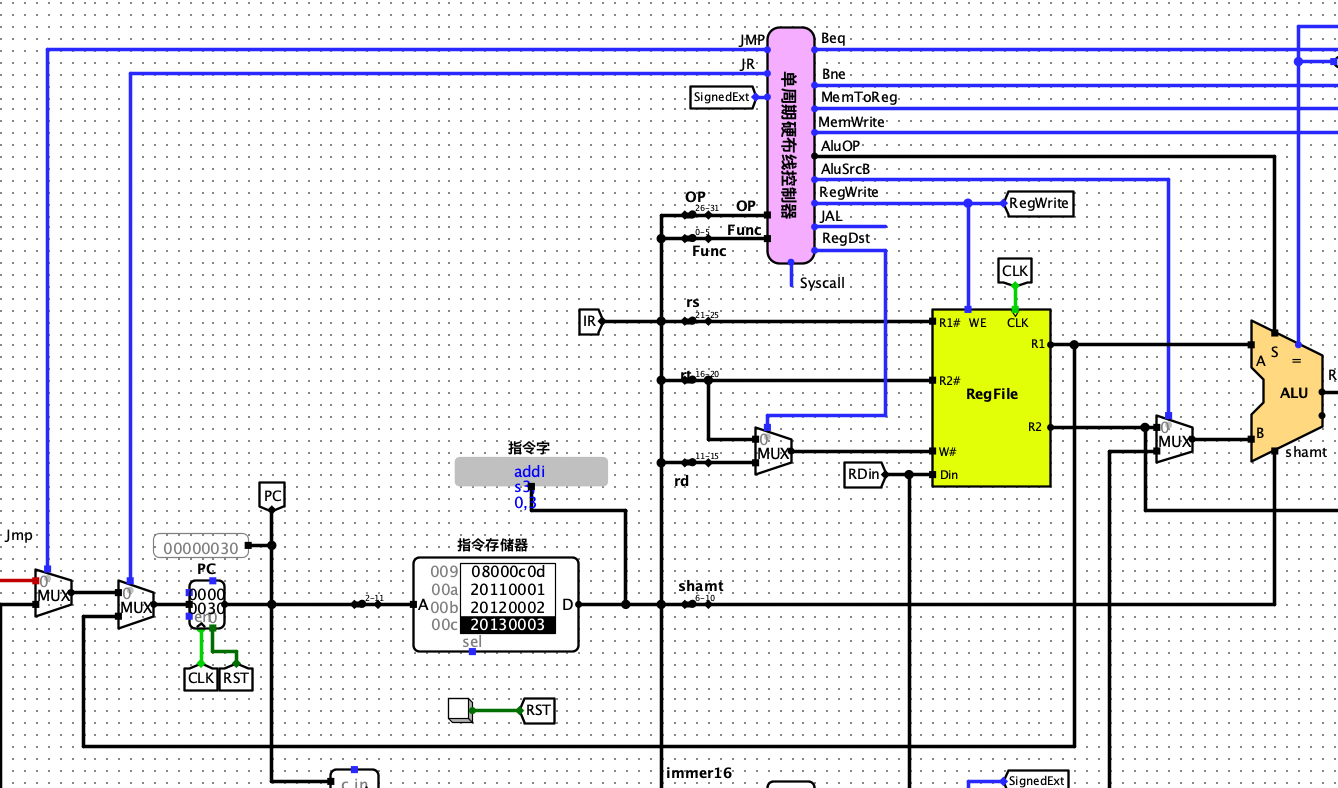 JMP
Beq
JR
Bne
SignedExt
MemToReg
MemWrite
AluOP
AluSrcB
单周期硬布线控制器
OP
26-31
OP
RegWrite
RegWrite
JAL
Func
0-5
Func
RegDst
Syscall
CLK
rs
21-25
IR
R1#
WE
CLK
R1
S
=
A
rt
16-20
R2#
RegFile
ALU
R
R2
0
MUX
B
shamt
0
MUX
W#
11-15
rd
RDin
Din
指令字
addi
s3,
0,3
PC
Jmp
00000030
指令存储器
PC
009
08000c0d
00a
20110001
00b
20120002
00c
20130003
A
D
sel
0
MUX
0
MUX
0000
0030
en
0
2-11
shamt
6-10
CLK
RST
RST
immer16
c in
SignedExt